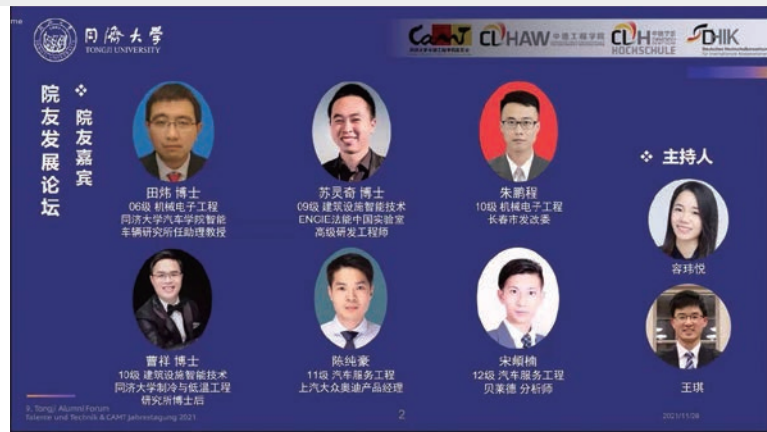 同济大学
TONGJI UNIVERSITY
CDHAW 中德工程学院
HOCHSCHULE
DHIK
院友发展论坛
❖ 院友嘉宾
田炜 博士
06级 机械电子工程
同济大学汽车学院智能
车辆研究所任助理教授
苏灵奇 博士
09级 建筑设施智能技术
ENGIE法能中国实验室
高级研发工程师
朱鹏程
10级 机械电子工程
长春市发改委
曹祥 博士
10级 建筑设施智能技术
同济大学制冷与低温工程
研究所博士后
陈纯豪
11级 汽车服务工程
上汽大众奥迪产品经理
宋頔楠
12级 汽车服务工程
贝莱德 分析师
❖ 主持人
容玮悦
王琪
Tongji Alumni Forum
Talente und Technik & CAMT Jahrestagung 2021
2